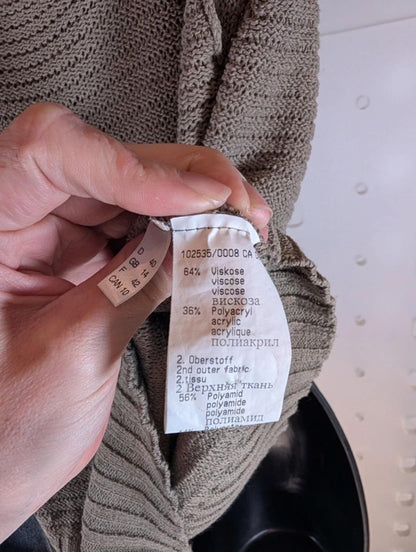 D 40
GB 14
F 42
CAN 10
102535/0008 CA
64% Viskose
viscose
viscose
вискоза
36% Polyacryl
acrylic
acrylique
полиакрил
2. Oberstoff
2nd outer fabric
2.tissu
2 Верхняя ткань
56% Polyamid
polyamide
polyamide
полиамид